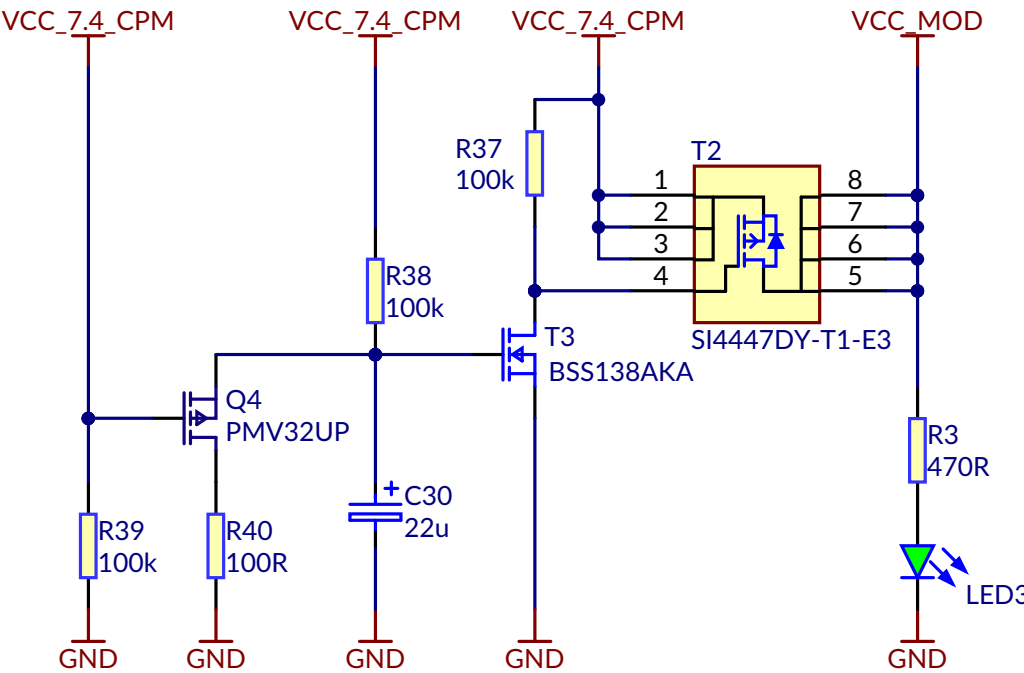 VCC_7.4_CPM
VCC_7.4_CPM
VCC_7.4_CPM
VCC_MOD
R37
100k
T2
1
2
3
4
8
7
6
5
SI4447DY-T1-E3
R38
100k
T3
BSS138AKA
Q4
PMV32UP
R3
470R
+
C30
22u
R39
100k
R40
100R
LED3
GND
GND
GND
GND
GND